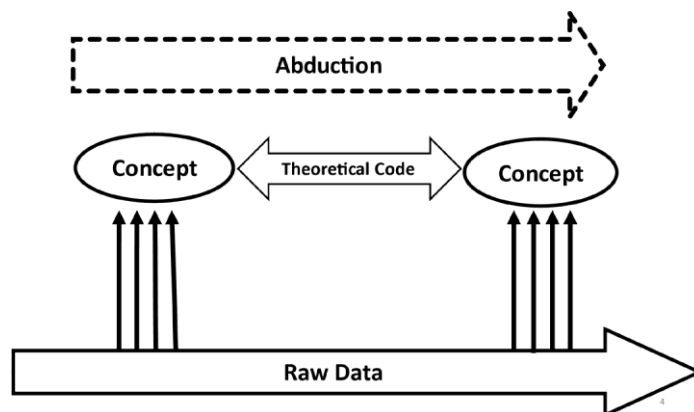 Abduction
Concept
Theoretical Code
Concept
Raw Data
4